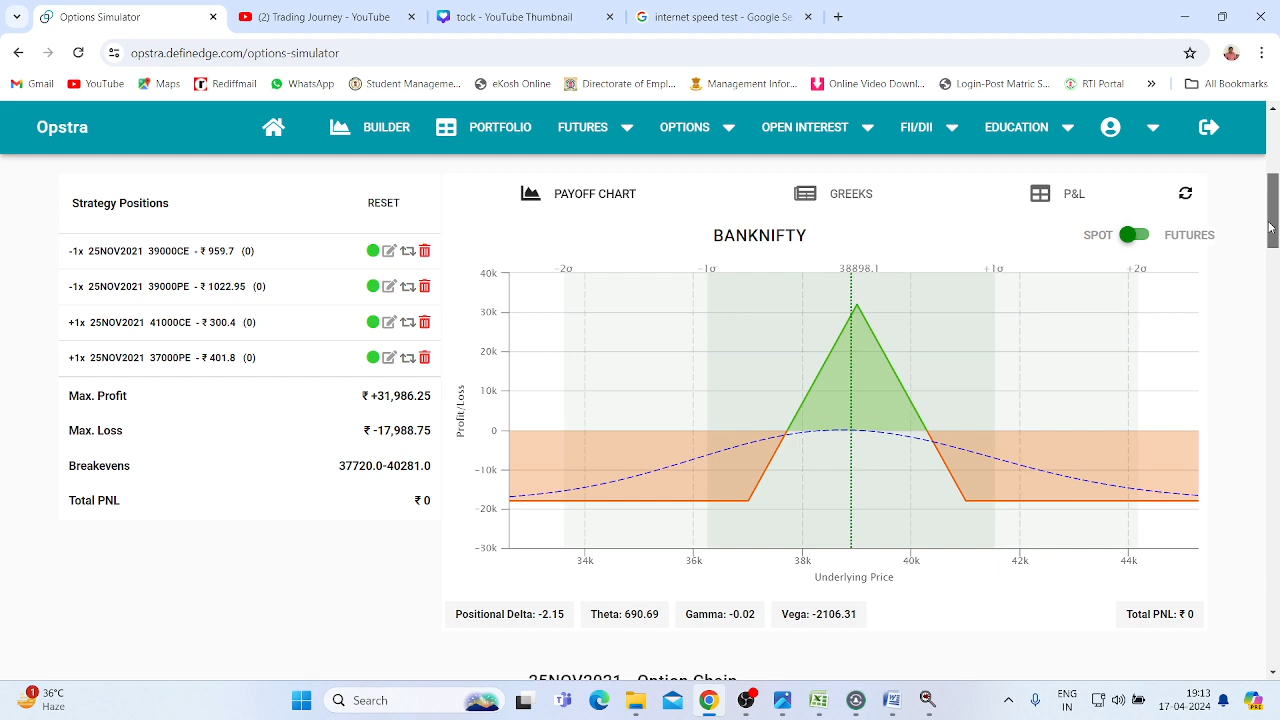 Options Simulator
(2) Trading Journey - YouTube
tock - YouTube Thumbnail
internet speed test - Google Se
opstra.definedge.com/options-simulator
Gmail YouTube Maps Rediffmail WhatsApp Student Manageme... eKosh Online Directorate of Empl... Management Infor... Online Video Down... Login-Post Matric S... RTI Portal » All Bookmarks
Opstra BUILDER PORTFOLIO FUTURES OPTIONS OPEN INTEREST FII/DII EDUCATION
Strategy Positions RESET
-1x 25NOV2021 39000CE - ₹ 959.7 (0)
-1x 25NOV2021 39000PE - ₹ 1022.95 (0)
+1x 25NOV2021 41000CE - ₹ 300.4 (0)
+1x 25NOV2021 37000PE - ₹ 401.8 (0)
Max. Profit ₹ +31,986.25
Max. Loss ₹ -17,988.75
Breakevens 37720.0-40281.0
Total PNL ₹ 0
PAYOFF CHART GREEKS P&L
BANKNIFTY
SPOT FUTURES
-2σ -1σ 38898.1 +1σ +2σ
40k
30k
20k
10k
0
-10k
-20k
-30k
Profit/Loss
34k 36k 38k 40k 42k 44k
Underlying Price
Positional Delta: -2.15 Theta: 690.69 Gamma: -0.02 Vega: -2106.31 Total PNL: ₹ 0
25NOV2021 - Option Chain
1 36°C
Haze
Search
ENG
IN
19:13
17-04-2024